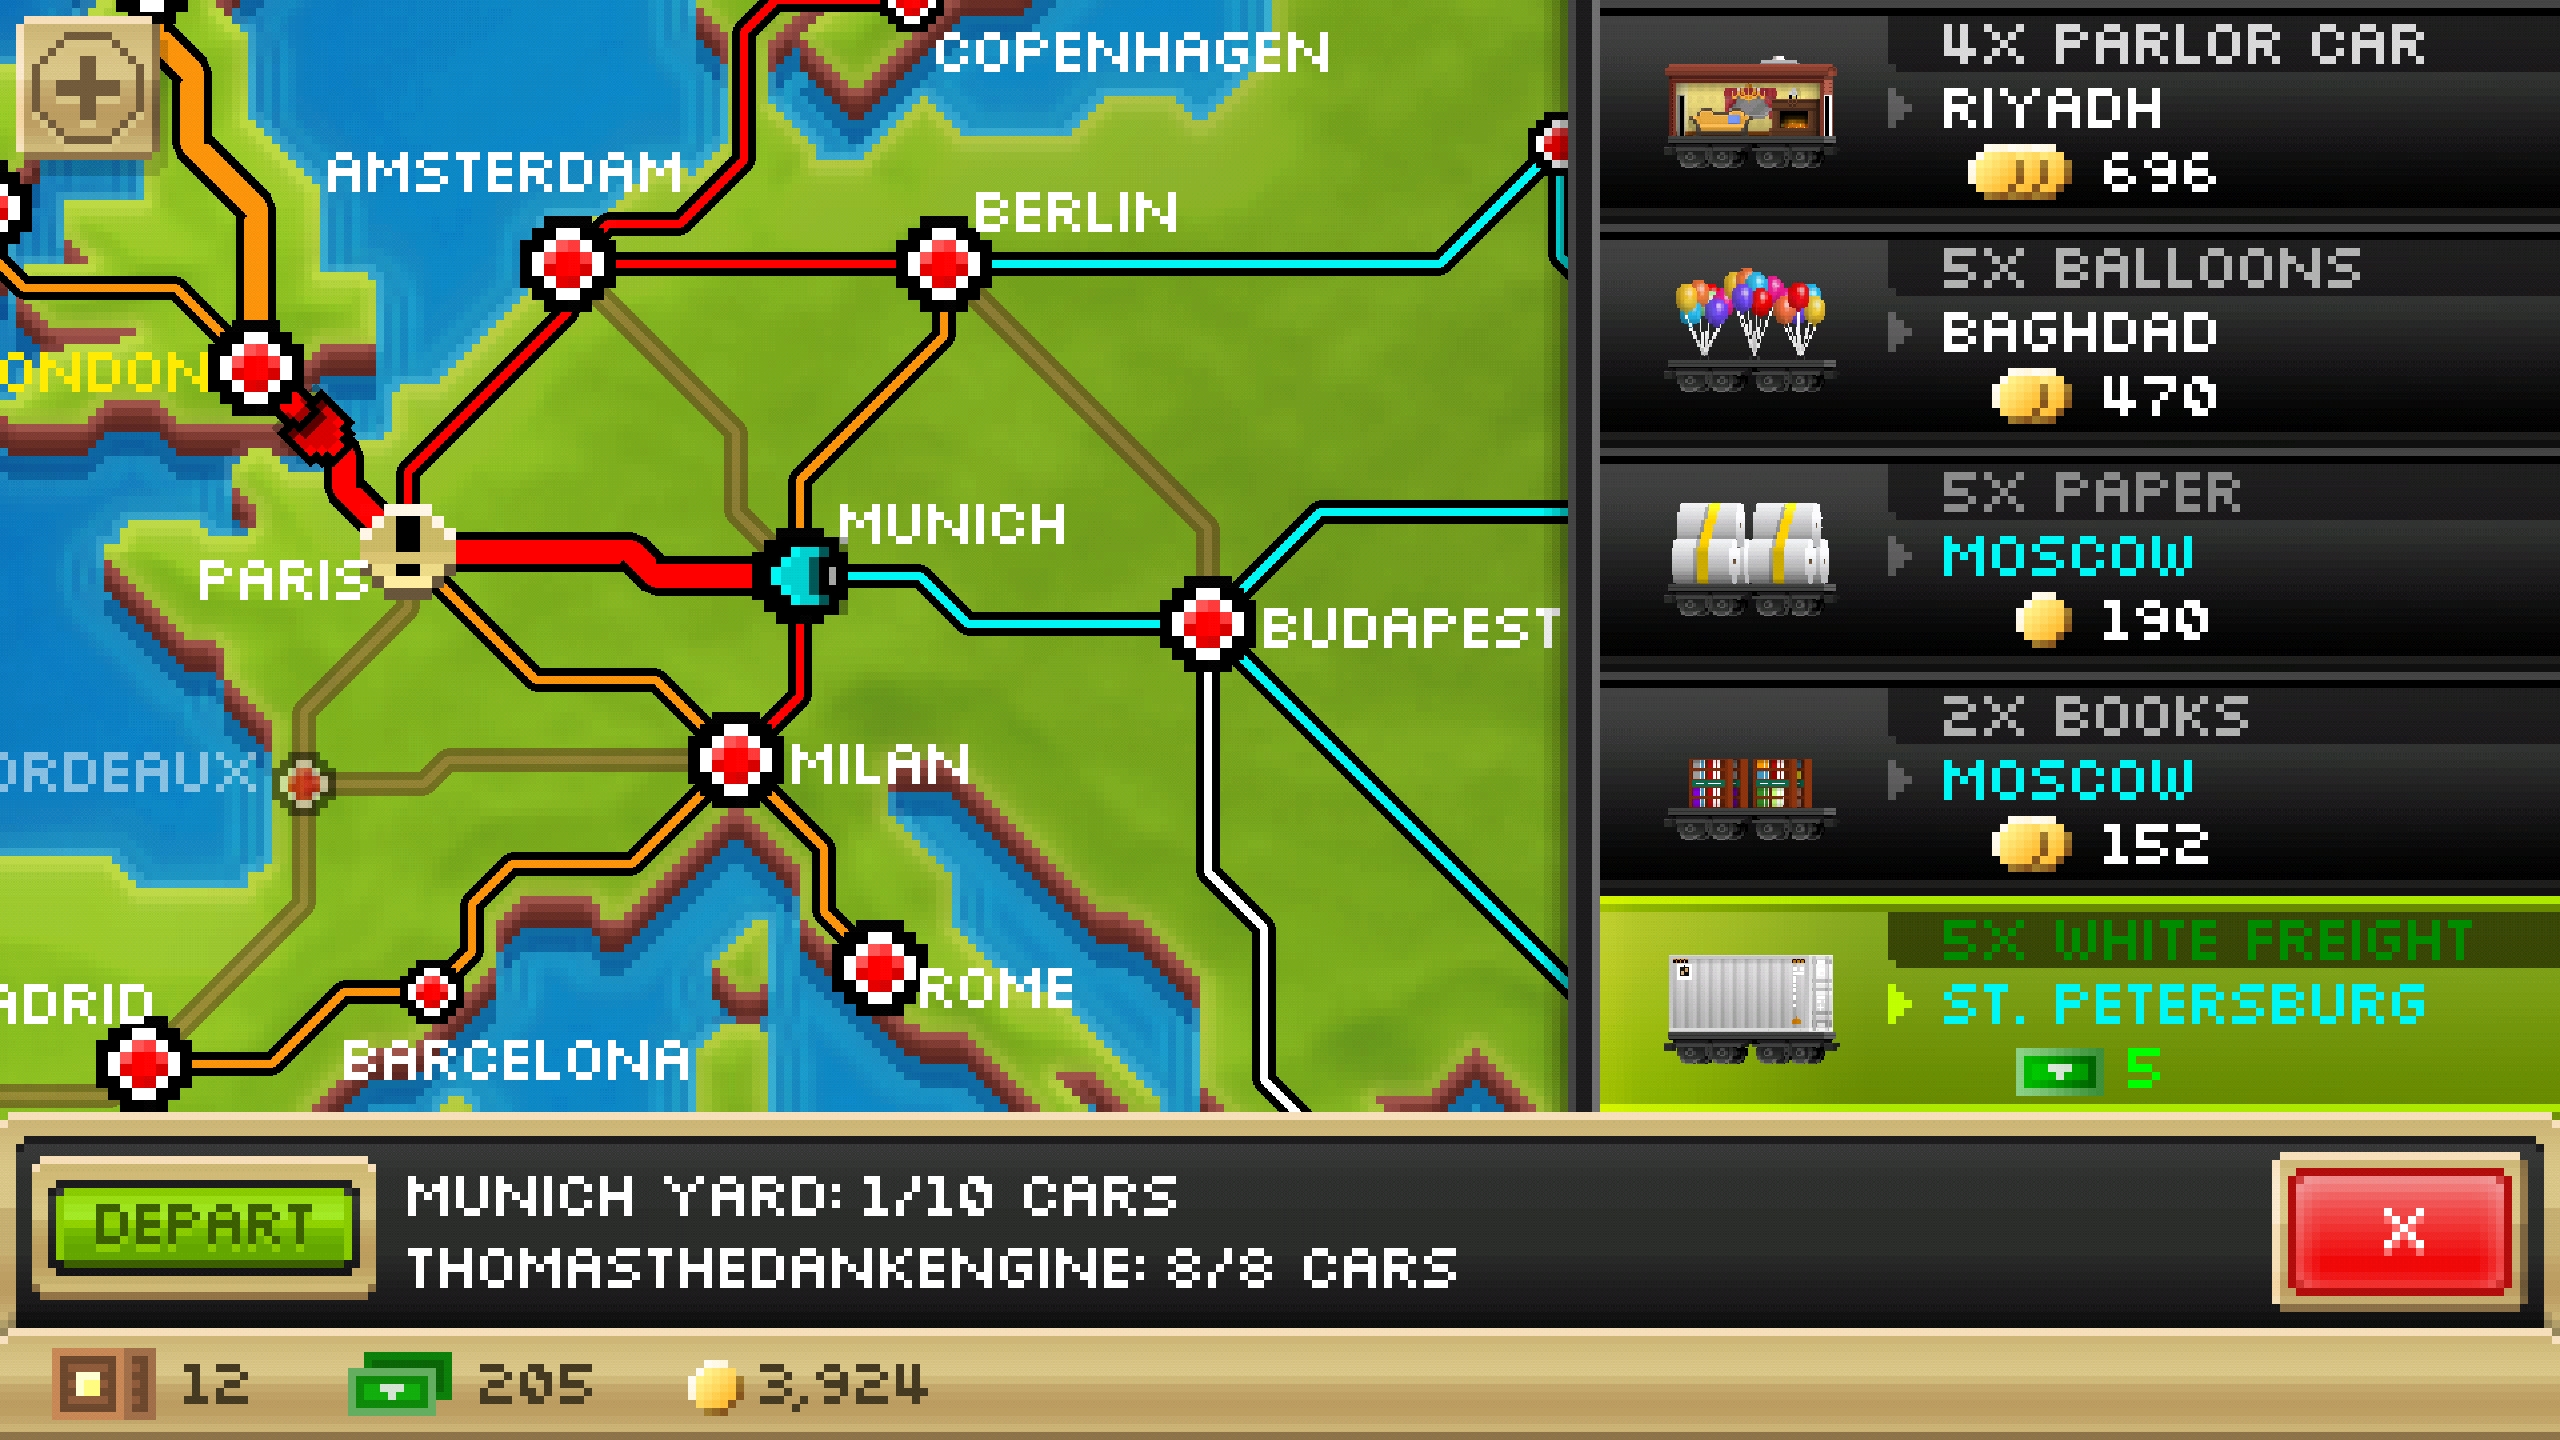 COPENHAGEN
AMSTERDAM
BERLIN
ONDON
MUNICH
PARIS
BUDAPEST
ORDEAUX
MILAN
ADRID
ROME
BARCELONA
4X PARLOR CAR
RIYADH
696
5X BALLOONS
BAGHDAD
470
5X PAPER
MOSCOW
190
2X BOOKS
MOSCOW
152
5X WHITE FREIGHT
ST. PETERSBURG
5
DEPART
MUNICH YARD: 1/10 CARS
THOMASTHEDANKENGINE: 8/8 CARS
X
12
205
3,924